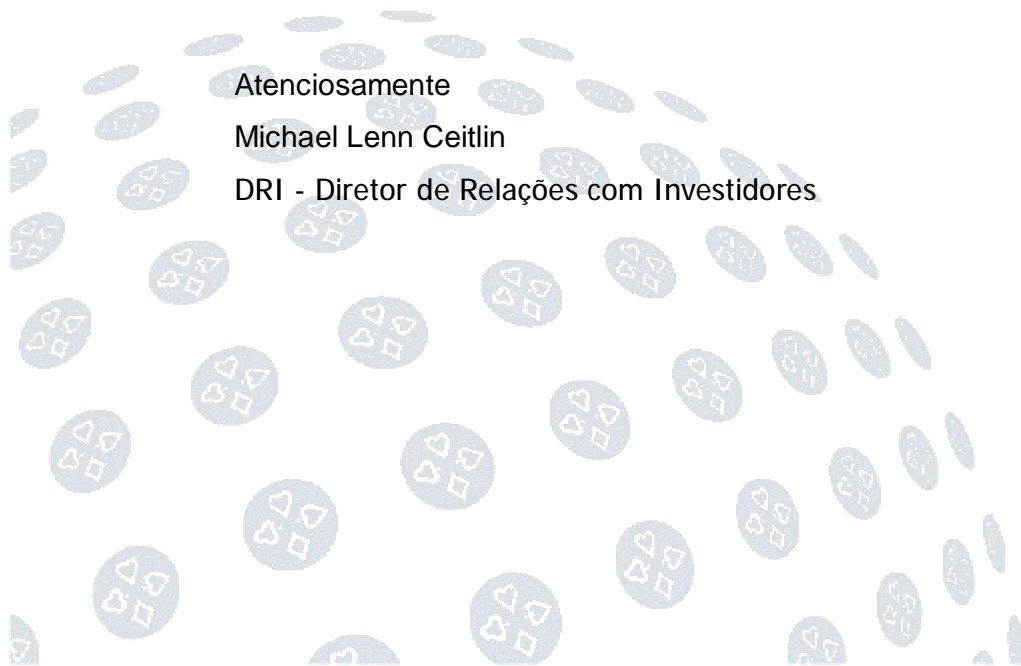 Atenciosamente
Michael Lenn Ceitlin
DRI - Diretor de Relações com Investidores